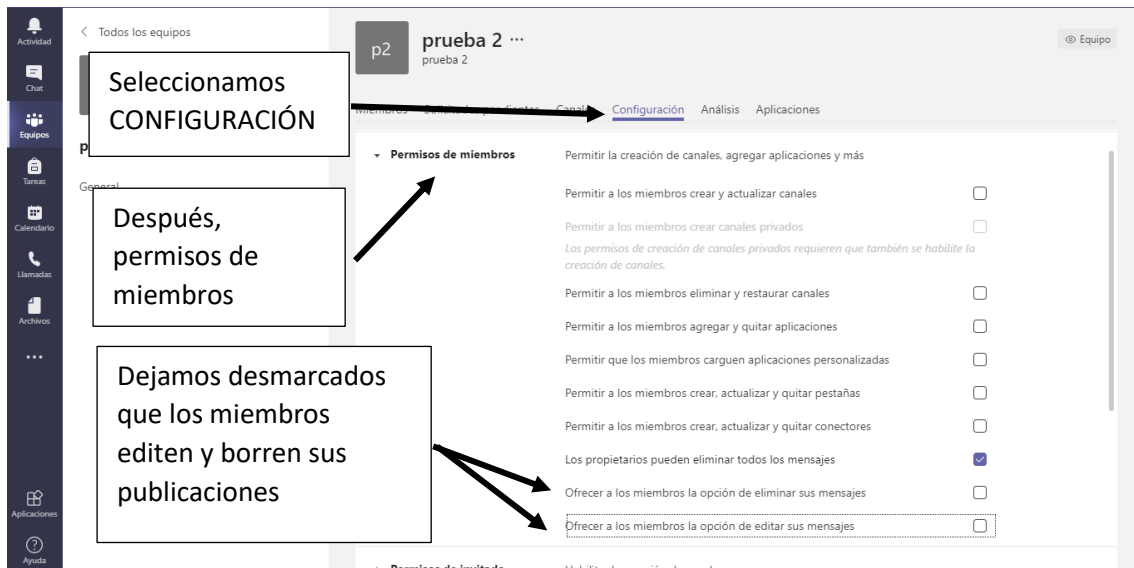 Actividad
Chat
Equipos
Tareas
Calendario
Llamadas
Archivos
Aplicaciones
Ayuda
< Todos los equipos
General
Seleccionamos
CONFIGURACIÓN
Después,
permisos de
miembros
Dejamos desmarcados
que los miembros
editen y borren sus
publicaciones
p2
prueba 2 ...
prueba 2
Equipo
Miembros Canales Configuración Análisis Aplicaciones
Permisos de miembros Permitir la creación de canales, agregar aplicaciones y más
Permitir a los miembros crear y actualizar canales
Permitir a los miembros crear canales privados
Los permisos de creación de canales privados requieren que también se habilite la
creación de canales.
Permitir a los miembros eliminar y restaurar canales
Permitir a los miembros agregar y quitar aplicaciones
Permitir que los miembros carguen aplicaciones personalizadas
Permitir a los miembros crear, actualizar y quitar pestañas
Permitir a los miembros crear, actualizar y quitar conectores
Los propietarios pueden eliminar todos los mensajes
Ofrecer a los miembros la opción de eliminar sus mensajes
Ofrecer a los miembros la opción de editar sus mensajes